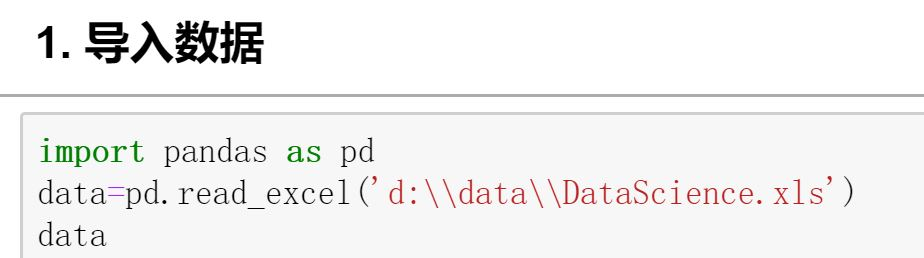 1. 导入数据
import pandas as pd
data=pd.read_excel('d:\\data\\DataScience.xls')
data